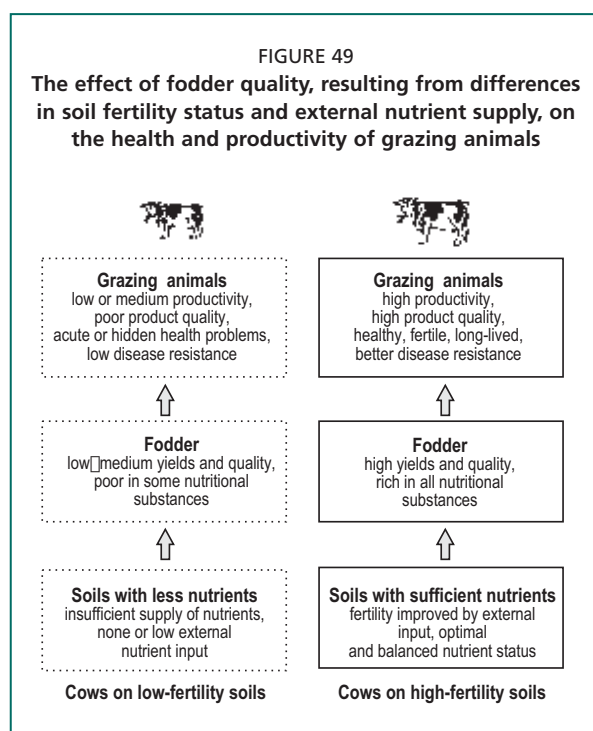 FIGURE 49
The effect of fodder quality, resulting from differences
in soil fertility status and external nutrient supply, on
the health and productivity of grazing animals
Grazing animals
low or medium productivity,
poor product quality,
acute or hidden health problems,
low disease resistance
Fodder
low□medium yields and quality,
poor in some nutritional
substances
Soils with less nutrients
insufficient supply of nutrients,
none or low external
nutrient input
Cows on low-fertility soils
Grazing animals
high productivity,
high product quality,
healthy, fertile, long-lived,
better disease resistance
Fodder
high yields and quality,
rich in all nutritional
substances
Soils with sufficient nutrients
fertility improved by external
input, optimal
and balanced nutrient status
Cows on high-fertility soils